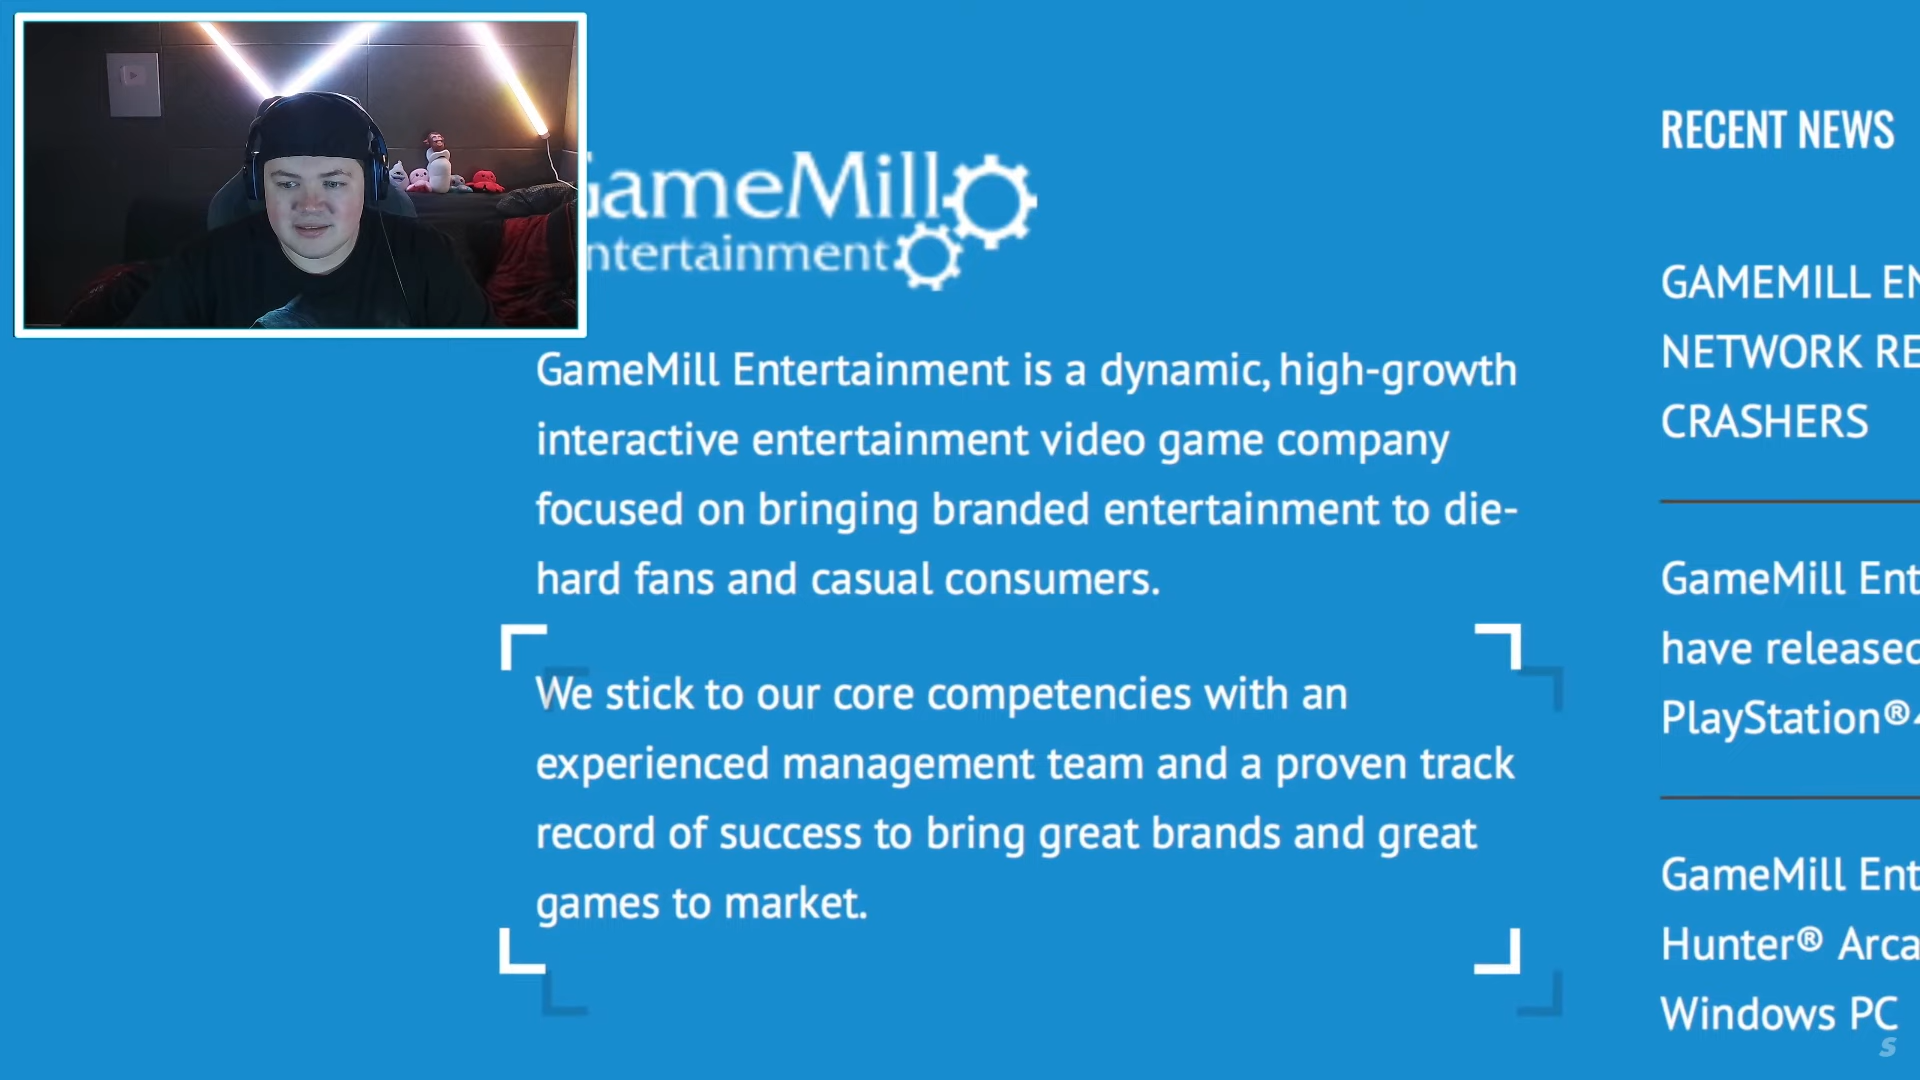 ameMill
ntertainment
GameMill Entertainment is a dynamic, high-growth
interactive entertainment video game company
focused on bringing branded entertainment to die-
hard fans and casual consumers.
We stick to our core competencies with an
experienced management team and a proven track
record of success to bring great brands and great
games to market.
RECENT NEWS
GAMEMILL EN
NETWORK RE
CRASHERS
GameMill Ent
have released
PlayStation®4
GameMill Ent
Hunter® Arca
Windows PC
S